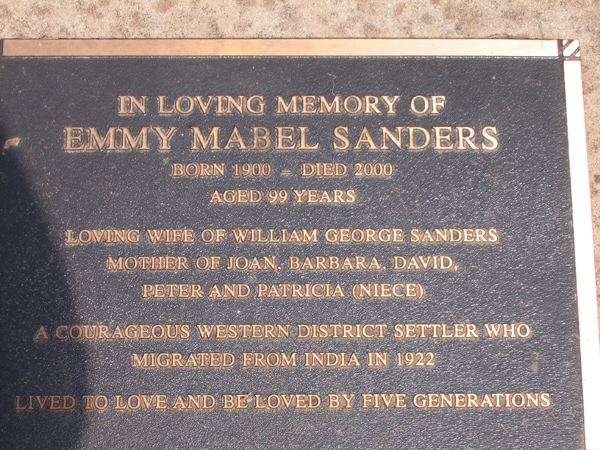 IN LOVING MEMORY OF
EMMY MABEL SANDERS
BORN 1900 - DIED 2000
AGED 99 YEARS
LOVING WIFE OF WILLIAM GEORGE SANDERS
MOTHER OF JOAN, BARBARA, DAVID,
PETER AND PATRICIA (NIECE)
A COURAGEOUS WESTERN DISTRICT SETTLER WHO
MIGRATED FROM INDIA IN 1922
LIVED TO LOVE AND BE LOVED BY FIVE GENERATIONS